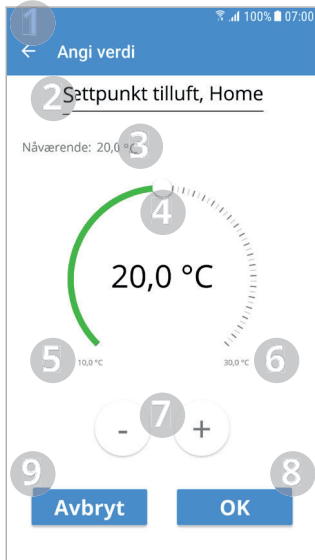 100% 07:00
1
← Angi verdi
2
Settpunkt tilluft, Home
Nåværende: 20,0 °C
3
4
20,0 °C
5 10,0 °C 30,0 °C 6
- 7 +
9 8
Avbryt OK